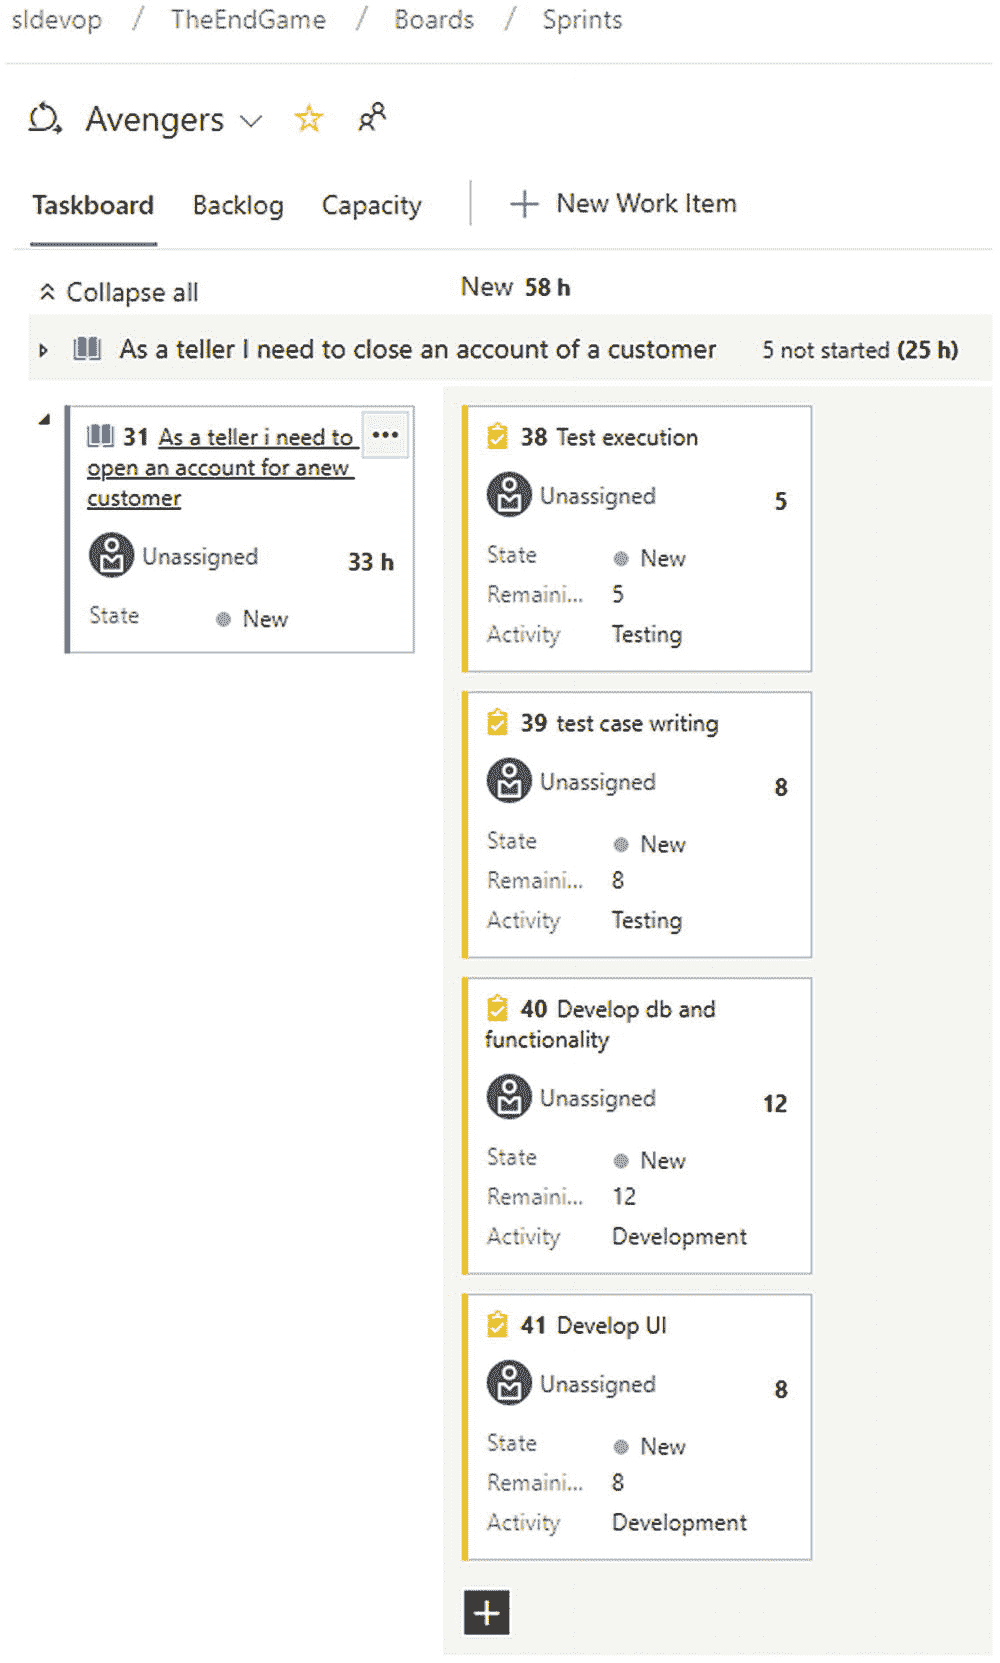 sldevop / TheEndGame / Boards / Sprints
Avengers
Taskboard Backlog Capacity + New Work Item
Collapse all New 58 h
As a teller I need to close an account of a customer 5 not started (25 h)
31 As a teller i need to ...
open an account for anew
customer
Unassigned 33 h
State New
38 Test execution
Unassigned 5
State New
Remaini... 5
Activity Testing
39 test case writing
Unassigned 8
State New
Remaini... 8
Activity Testing
40 Develop db and
functionality
Unassigned 12
State New
Remaini... 12
Activity Development
41 Develop UI
Unassigned 8
State New
Remaini... 8
Activity Development
+